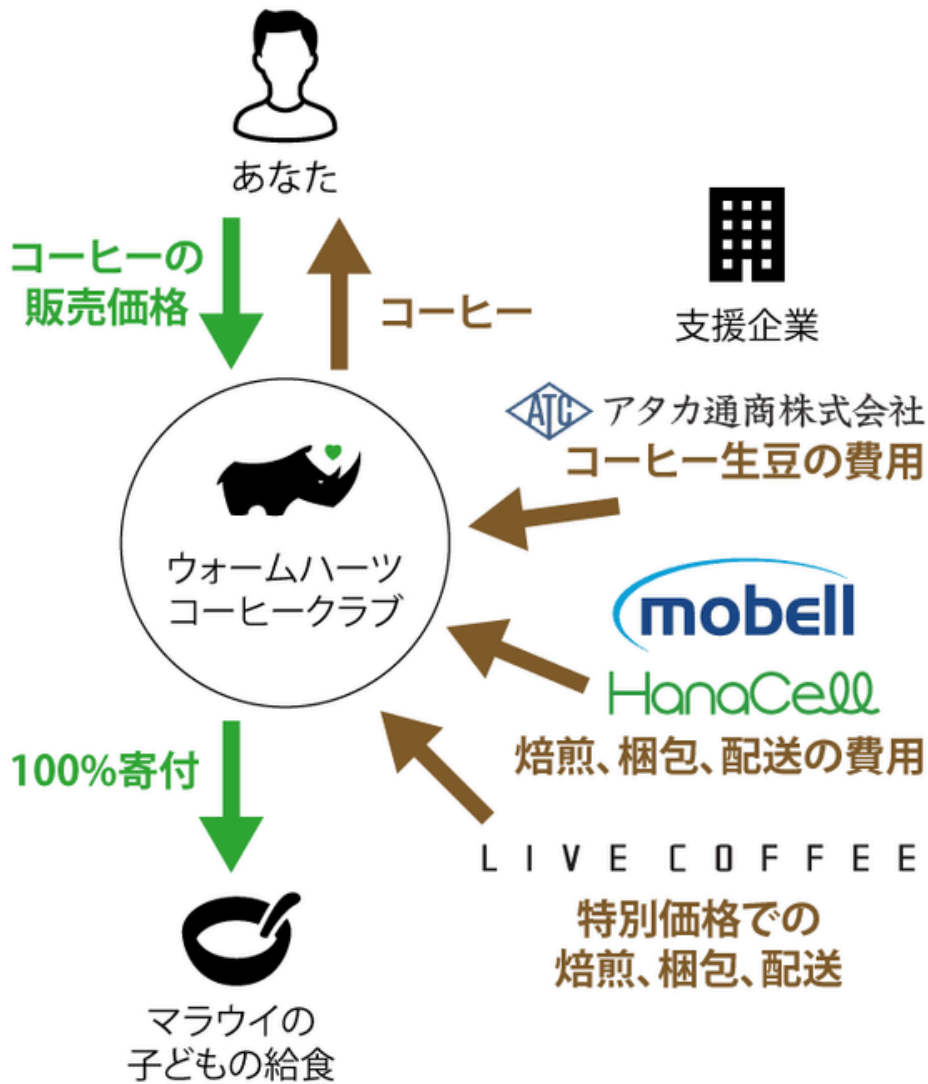 あなた
コーヒーの
販売価格
コーヒー
支援企業
ATC アタカ通商株式会社
コーヒー生豆の費用
ウォームハーツ
コーヒークラブ
mobell
HanaCell
焙煎、梱包、配送の費用
100%寄付
LIVE COFFEE
特別価格での
焙煎、梱包、配送
マラウイの
子どもの給食